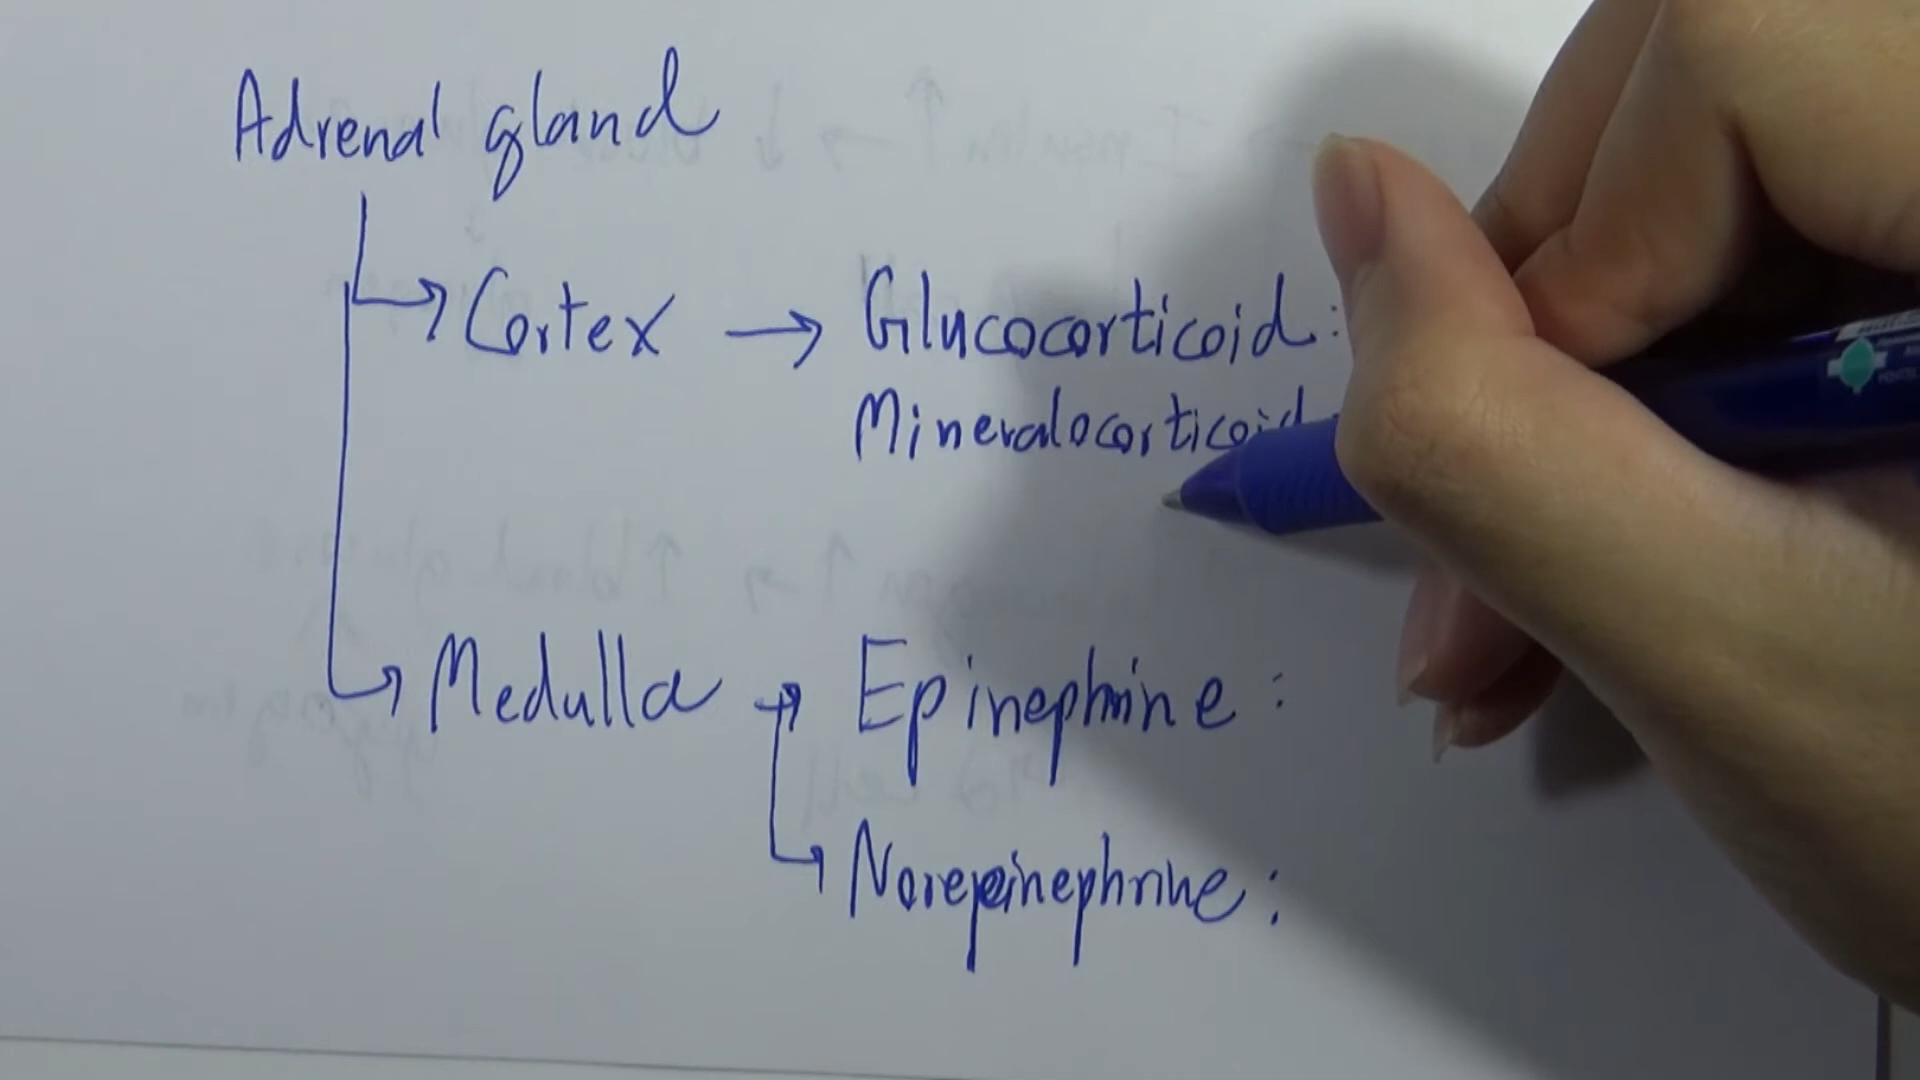 Adrenal gland
Cortex → Glucocorticoid:
Mineralocorticoid
Medulla → Epinephrine:
Norepinephrine: